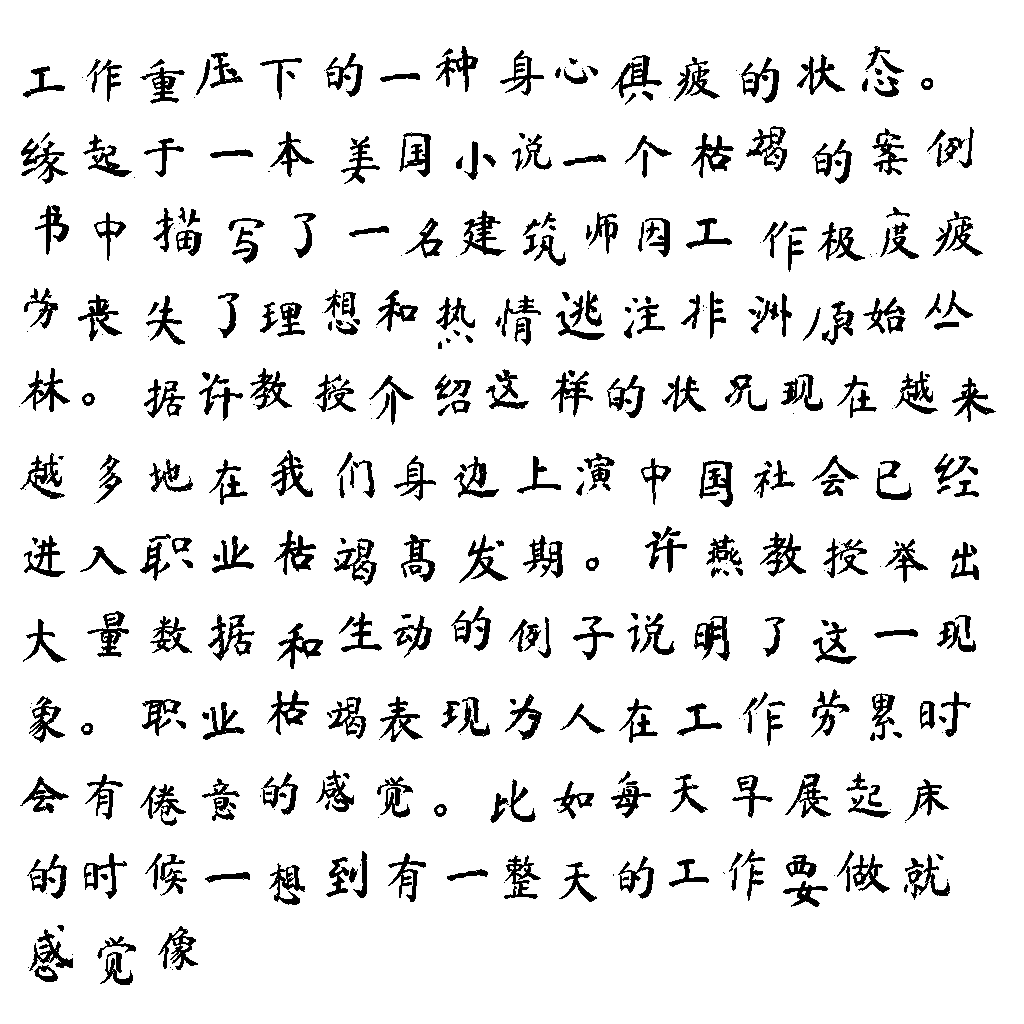 工作重压下的一种身心俱疲的状态。
缘起于一本美国小说一个枯竭的案例
书中描写了一名建筑师因工作极度疲
劳丧失了理想和热情逃注非洲原始丛
林。据许教授介绍这样的状况现在越来
越多地在我们身边上演中国社会已经
进入职业枯竭高发期。许燕教授举出
大量数据和生动的例子说明了这一现
象。职业枯竭表现为人在工作劳累时
会有倦意的感觉。比如每天早展起床
的时候一想到有一整天的工作要做就
感觉像